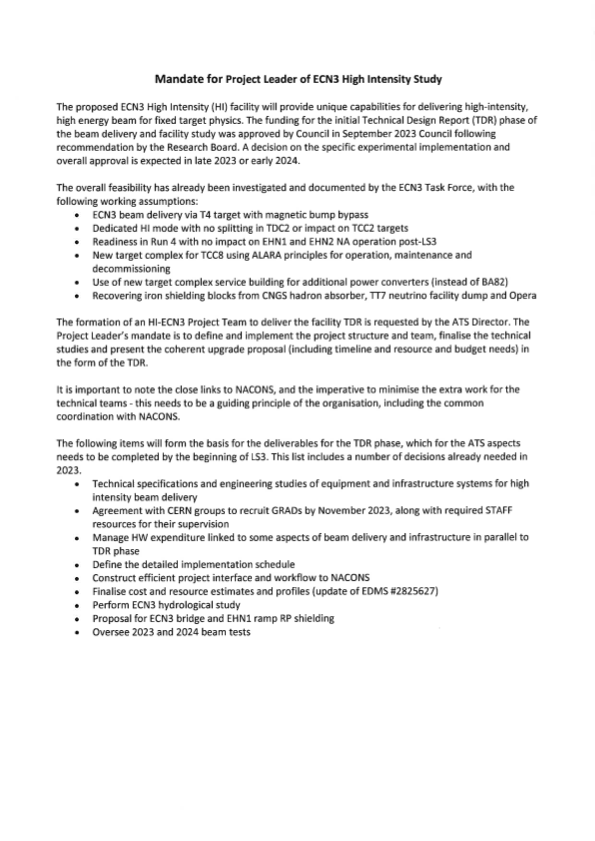 Mandate for Project Leader of ECN3 High Intensity Study
The proposed ECN3 High Intensity (HI) facility will provide unique capabilities for delivering high-intensity,
high energy beam for fixed target physics. The funding for the initial Technical Design Report (TDR) phase of
the beam delivery and facility study was approved by Council in September 2023 Council following
recommendation by the Research Board. A decision on the specific experimental implementation and
overall approval is expected in late 2023 or early 2024.
The overall feasibility has already been investigated and documented by the ECN3 Task Force, with the
following working assumptions:
• ECN3 beam delivery via T4 target with magnetic bump bypass
• Dedicated HI mode with no splitting in TDC2 or impact on TCC2 targets
• Readiness in Run 4 with no impact on EHN1 and EHN2 NA operation post-LS3
• New target complex for TCC8 using ALARA principles for operation, maintenance and
decommissioning
• Use of new target complex service building for additional power converters (instead of BA82)
• Recovering iron shielding blocks from CNGS hadron absorber, TT7 neutrino facility dump and Opera
The formation of an HI-ECN3 Project Team to deliver the facility TDR is requested by the ATS Director. The
Project Leader's mandate is to define and implement the project structure and team, finalise the technical
studies and present the coherent upgrade proposal (including timeline and resource and budget needs) in
the form of the TDR.
It is important to note the close links to NACONS, and the imperative to minimise the extra work for the
technical teams - this needs to be a guiding principle of the organisation, including the common
coordination with NACONS.
The following items will form the basis for the deliverables for the TDR phase, which for the ATS aspects
needs to be completed by the beginning of LS3. This list includes a number of decisions already needed in
2023.
• Technical specifications and engineering studies of equipment and infrastructure systems for high
intensity beam delivery
• Agreement with CERN groups to recruit GRADs by November 2023, along with required STAFF
resources for their supervision
• Manage HW expenditure linked to some aspects of beam delivery and infrastructure in parallel to
TDR phase
• Define the detailed implementation schedule
• Construct efficient project interface and workflow to NACONS
• Finalise cost and resource estimates and profiles (update of EDMS #2825627)
• Perform ECN3 hydrological study
• Proposal for ECN3 bridge and EHN1 ramp RP shielding
• Oversee 2023 and 2024 beam tests